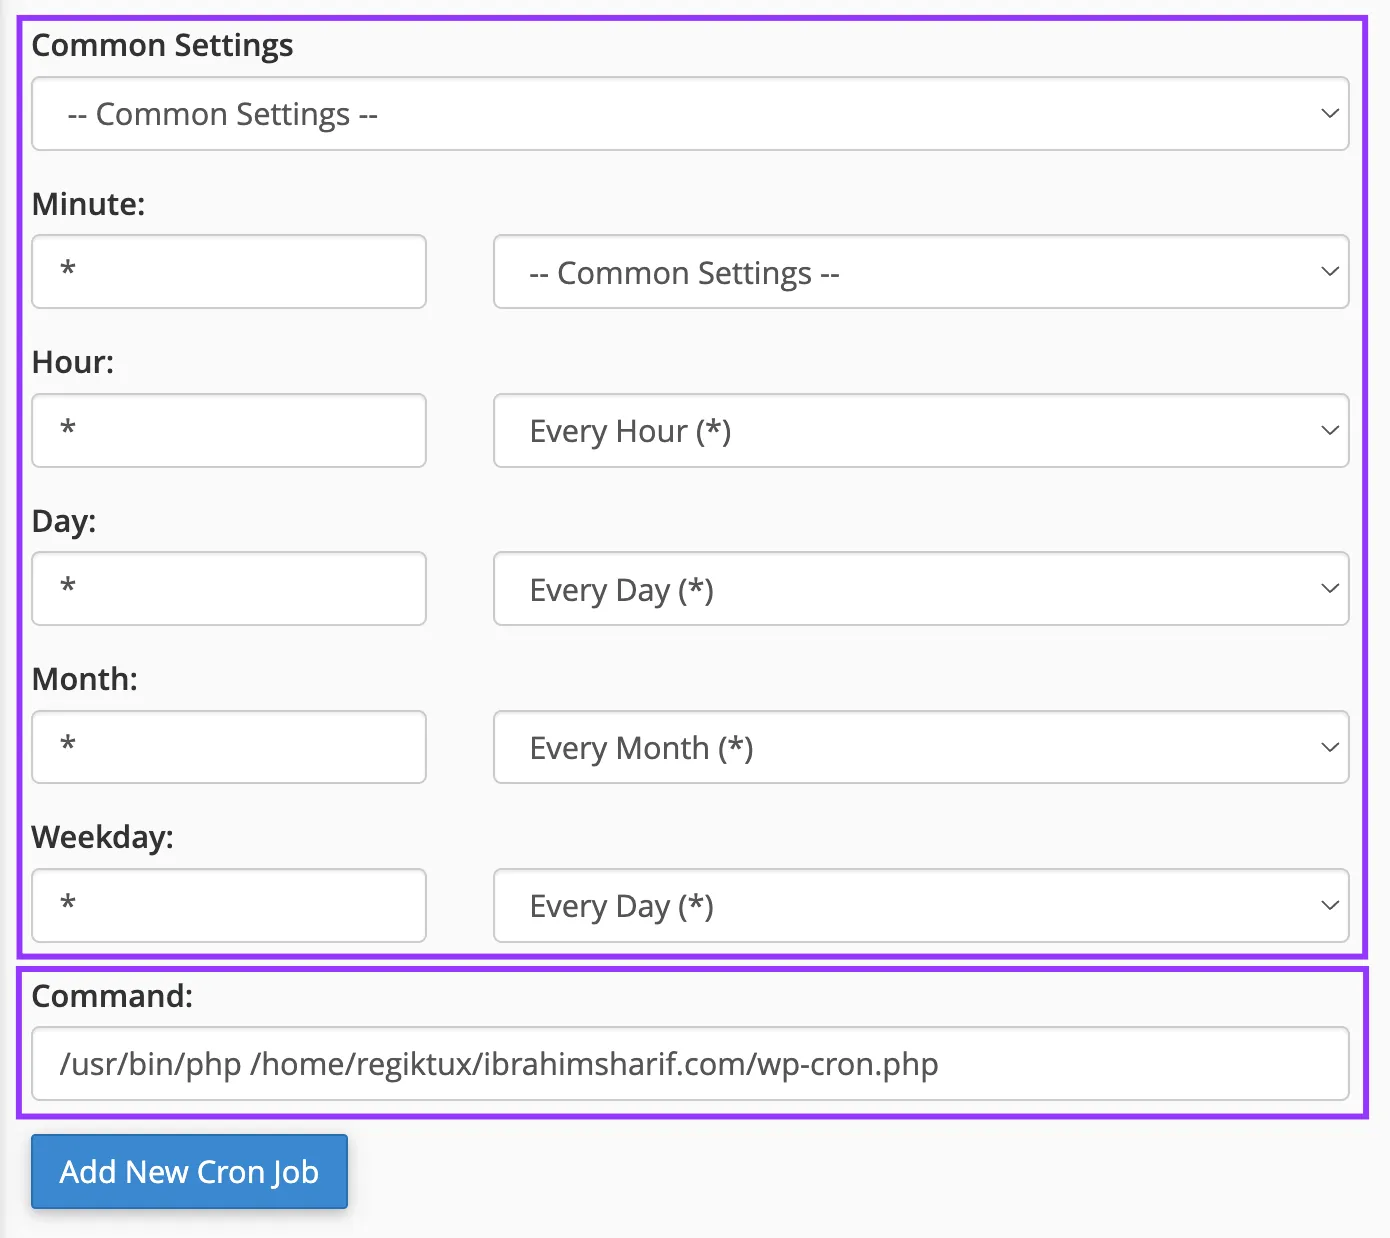 Common Settings
-- Common Settings --
Minute:
* -- Common Settings --
Hour:
* Every Hour (*)
Day:
* Every Day (*)
Month:
* Every Month (*)
Weekday:
* Every Day (*)
Command:
/usr/bin/php /home/regiktux/ibrahimsharif.com/wp-cron.php
Add New Cron Job